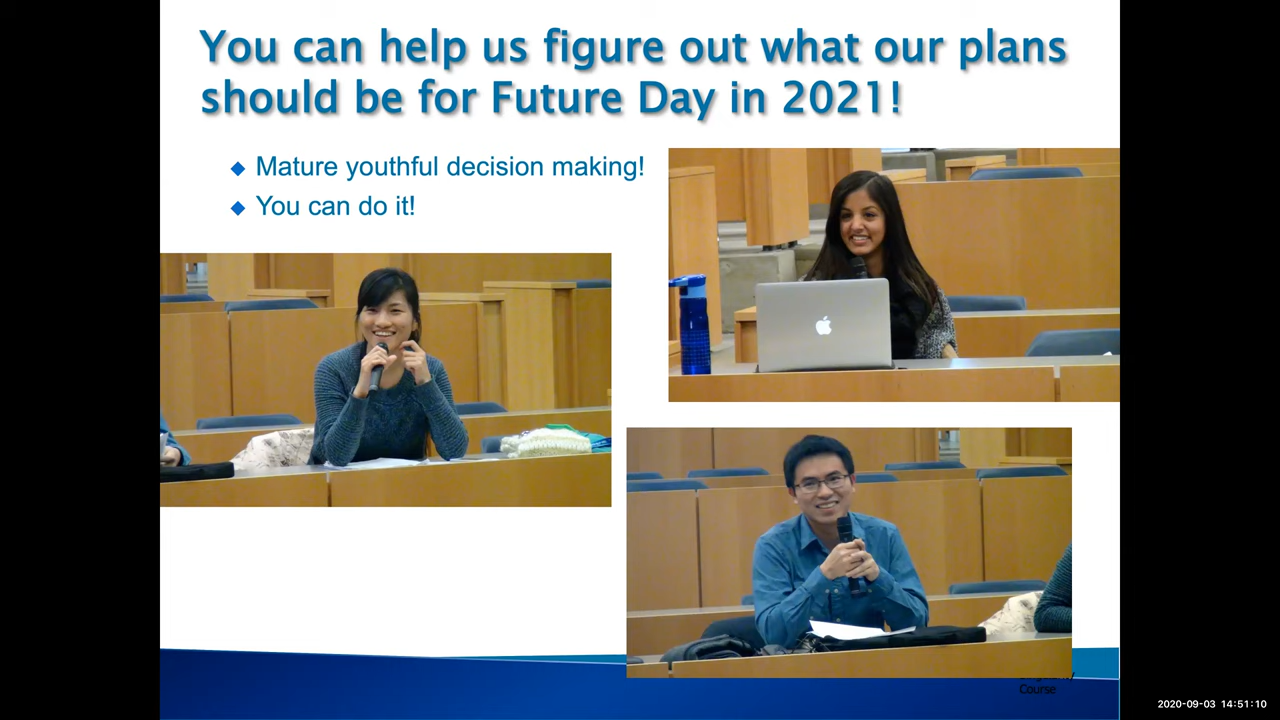 You can help us figure out what our plans
should be for Future Day in 2021!
Mature youthful decision making!
You can do it!
Course
2020-09-03 14:51:10